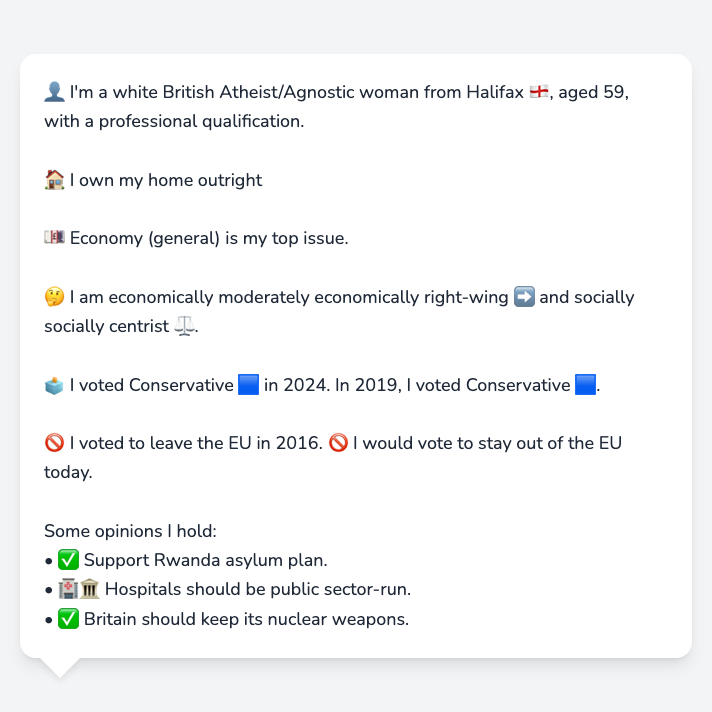 👤 I'm a white British Atheist/Agnostic woman from Halifax 🏴󠁧󠁢󠁥󠁮󠁧󠁿, aged 59,
with a professional qualification.
🏠 I own my home outright
💷 Economy (general) is my top issue.
🤔 I am economically moderately economically right-wing ➡️ and socially
socially centrist ⚖️.
🗳️ I voted Conservative 🟦 in 2024. In 2019, I voted Conservative 🟦.
🚫 I voted to leave the EU in 2016. 🚫 I would vote to stay out of the EU
today.
Some opinions I hold:
• ✅ Support Rwanda asylum plan.
• 🏥🏛️ Hospitals should be public sector-run.
• ✅ Britain should keep its nuclear weapons.